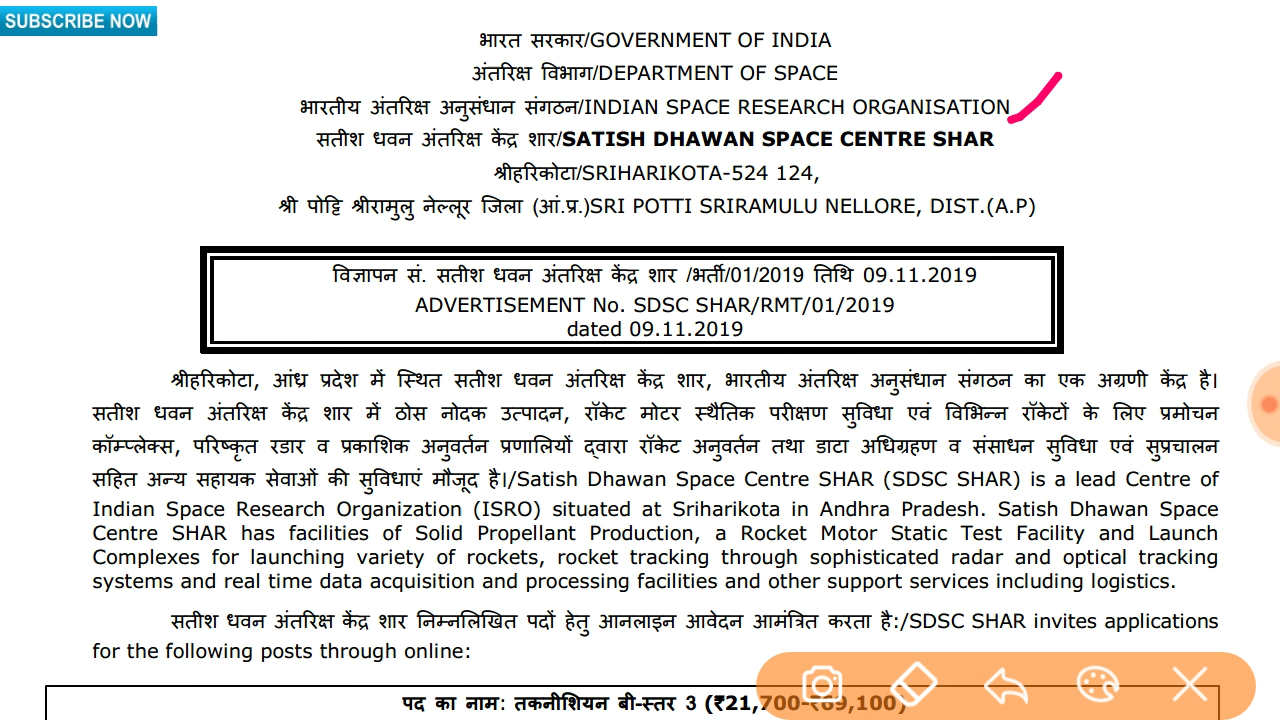 SUBSCRIBE NOW
भारत सरकार/GOVERNMENT OF INDIA
अंतरिक्ष विभाग/DEPARTMENT OF SPACE
भारतीय अंतरिक्ष अनुसंधान संगठन/INDIAN SPACE RESEARCH ORGANISATION
सतीश धवन अंतरिक्ष केंद्र शार/SATISH DHAWAN SPACE CENTRE SHAR
श्रीहरिकोटा/SRIHARIKOTA-524 124,
श्री पोट्टि श्रीरामुलु नेल्लूर जिला (आं.प्र.)SRI POTTI SRIRAMULU NELLORE, DIST.(A.P)
विज्ञापन सं. सतीश धवन अंतरिक्ष केंद्र शार /भर्ती/01/2019 तिथि 09.11.2019
ADVERTISEMENT No. SDSC SHAR/RMT/01/2019
dated 09.11.2019
श्रीहरिकोटा, आंध्र प्रदेश में स्थित सतीश धवन अंतरिक्ष केंद्र शार, भारतीय अंतरिक्ष अनुसंधान संगठन का एक अग्रणी केंद्र है।
सतीश धवन अंतरिक्ष केंद्र शार में ठोस नोदक उत्पादन, रॉकेट मोटर स्थैतिक परीक्षण सुविधा एवं विभिन्न रॉकेटों के लिए प्रमोचन
कॉम्प्लेक्स, परिष्कृत रडार व प्रकाशिक अनुवर्तन प्रणालियों द्वारा रॉकेट अनुवर्तन तथा डाटा अधिग्रहण व संसाधन सुविधा एवं सुप्रचालन
सहित अन्य सहायक सेवाओं की सुविधाएं मौजूद है।/Satish Dhawan Space Centre SHAR (SDSC SHAR) is a lead Centre of
Indian Space Research Organization (ISRO) situated at Sriharikota in Andhra Pradesh. Satish Dhawan Space
Centre SHAR has facilities of Solid Propellant Production, a Rocket Motor Static Test Facility and Launch
Complexes for launching variety of rockets, rocket tracking through sophisticated radar and optical tracking
systems and real time data acquisition and processing facilities and other support services including logistics.
सतीश धवन अंतरिक्ष केंद्र शार निम्नलिखित पदों हेतु आनलाइन आवेदन आमंत्रित करता है:/SDSC SHAR invites applications
for the following posts through online:
पद का नाम: तकनीशियन बी-स्तर 3 (₹21,700-₹69,100)